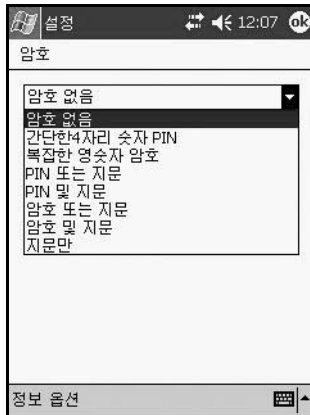 설정 12:07 ok
암호
암호 없음
암호 없음
간단한4자리 숫자 PIN
복잡한 영숫자 암호
PIN 또는 지문
PIN 및 지문
암호 또는 지문
암호 및 지문
지문만
정보 옵션